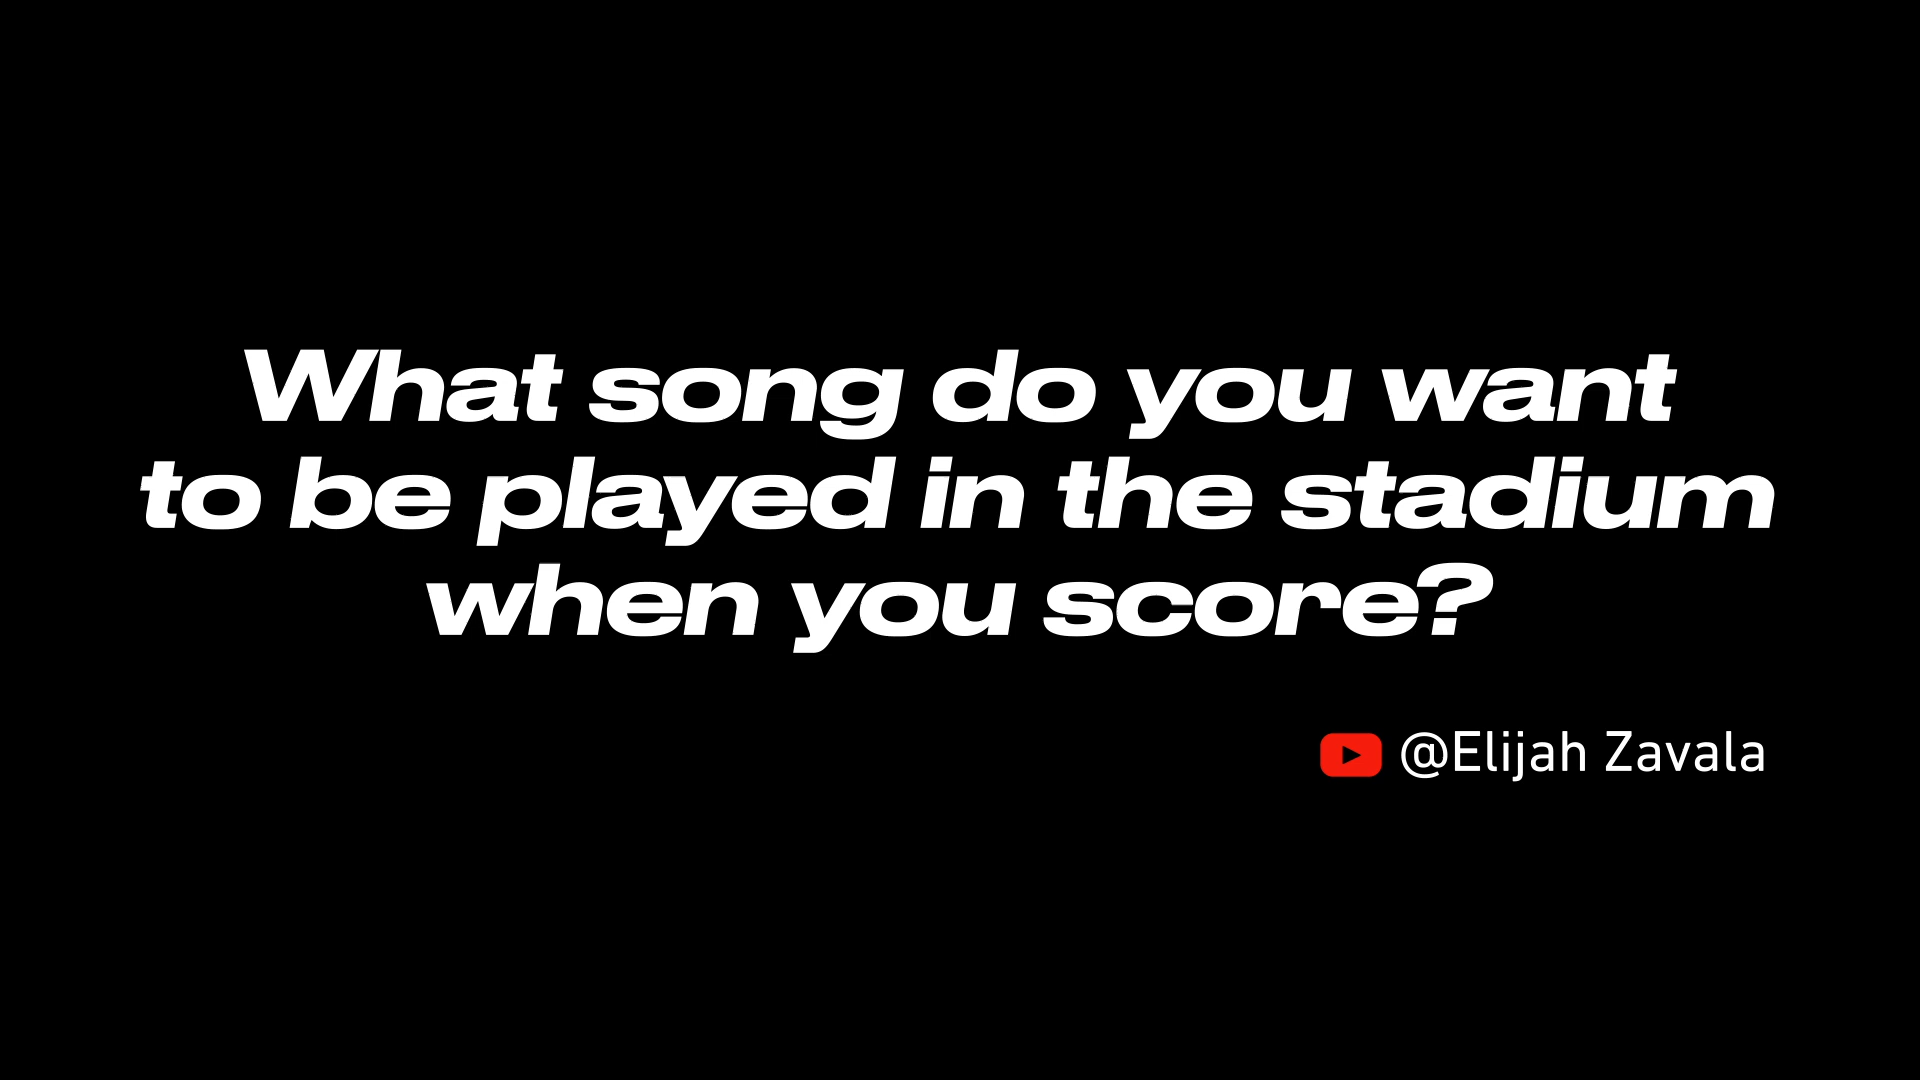 What song do you want
to be played in the stadium
when you score?
@Elijah Zavala